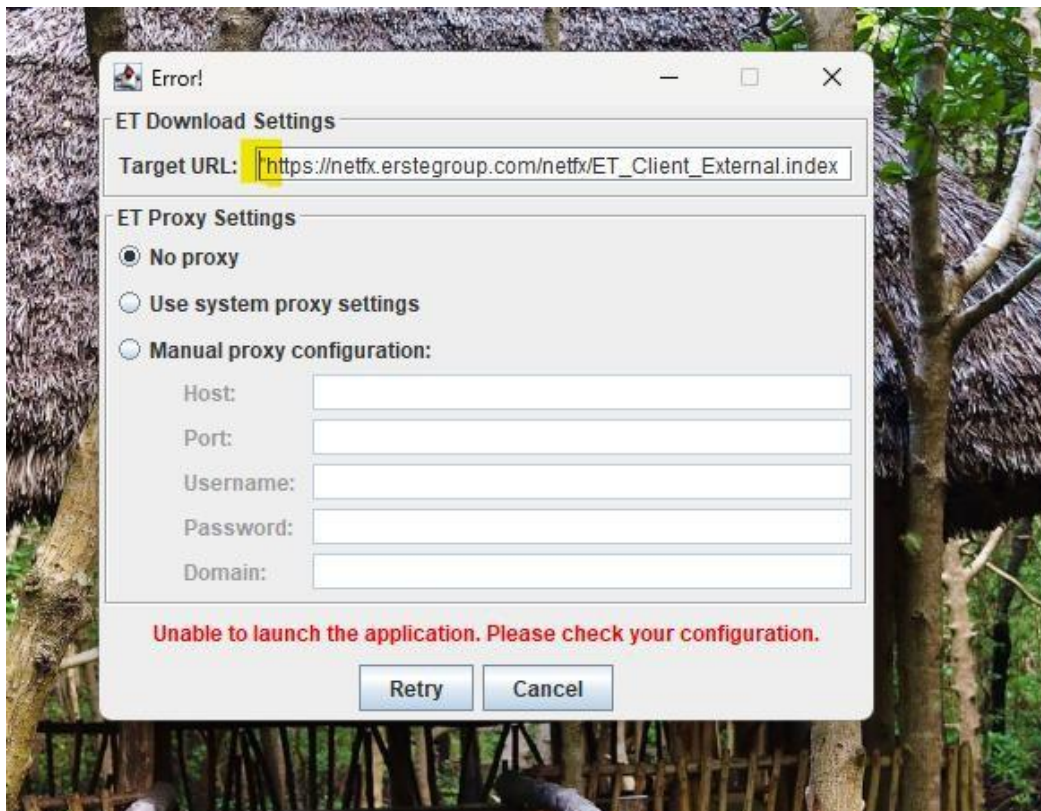 Error!
ET Download Settings
Target URL: "https://netfx.erstegroup.com/netfx/ET_Client_External.index
ET Proxy Settings
No proxy
Use system proxy settings
Manual proxy configuration:
Host:
Port:
Username:
Password:
Domain:
Unable to launch the application. Please check your configuration.
Retry Cancel